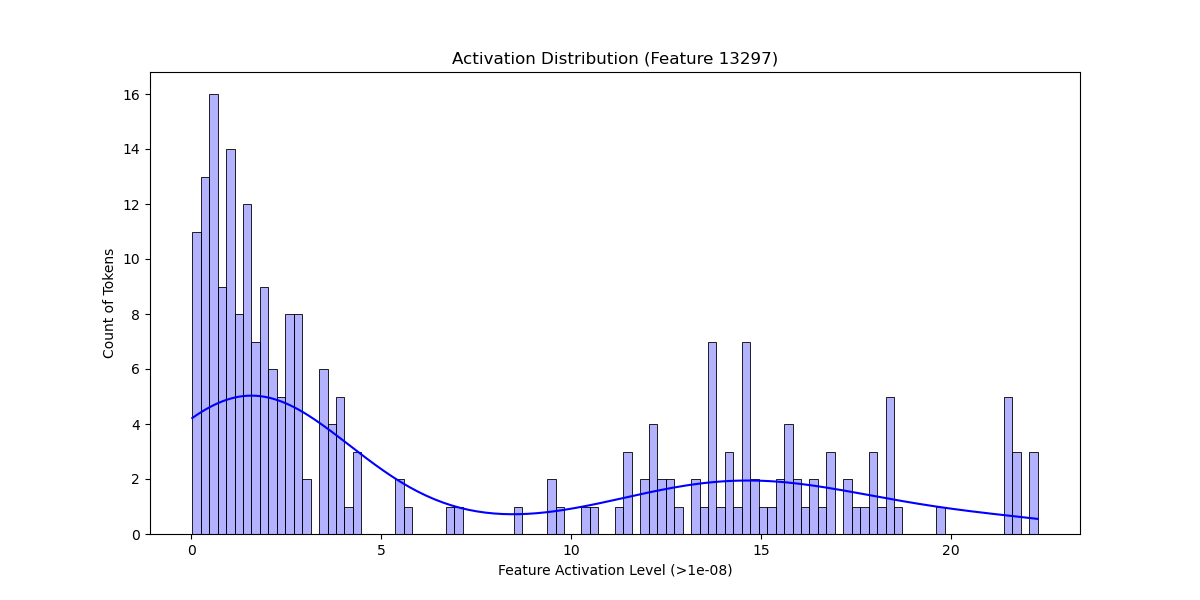 Activation Distribution (Feature 13297)
16
14
12
10
8
6
4
2
0
Count of Tokens
0 5 10 15 20
Feature Activation Level (>1e-08)